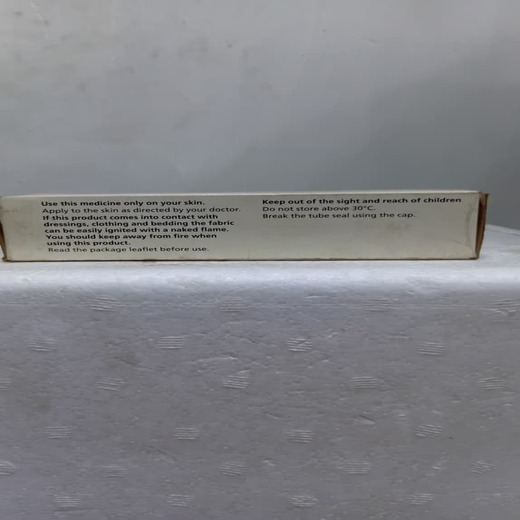 Use this medicine only on your skin.
Apply to the skin as directed by your doctor.
If this product comes into contact with
dressings, clothing and bedding the fabric
can be easily ignited with a naked flame.
You should keep away from fire when
using this product.
Read the package leaflet before use.
Keep out of the sight and reach of children
Do not store above 30°C.
Break the tube seal using the cap.